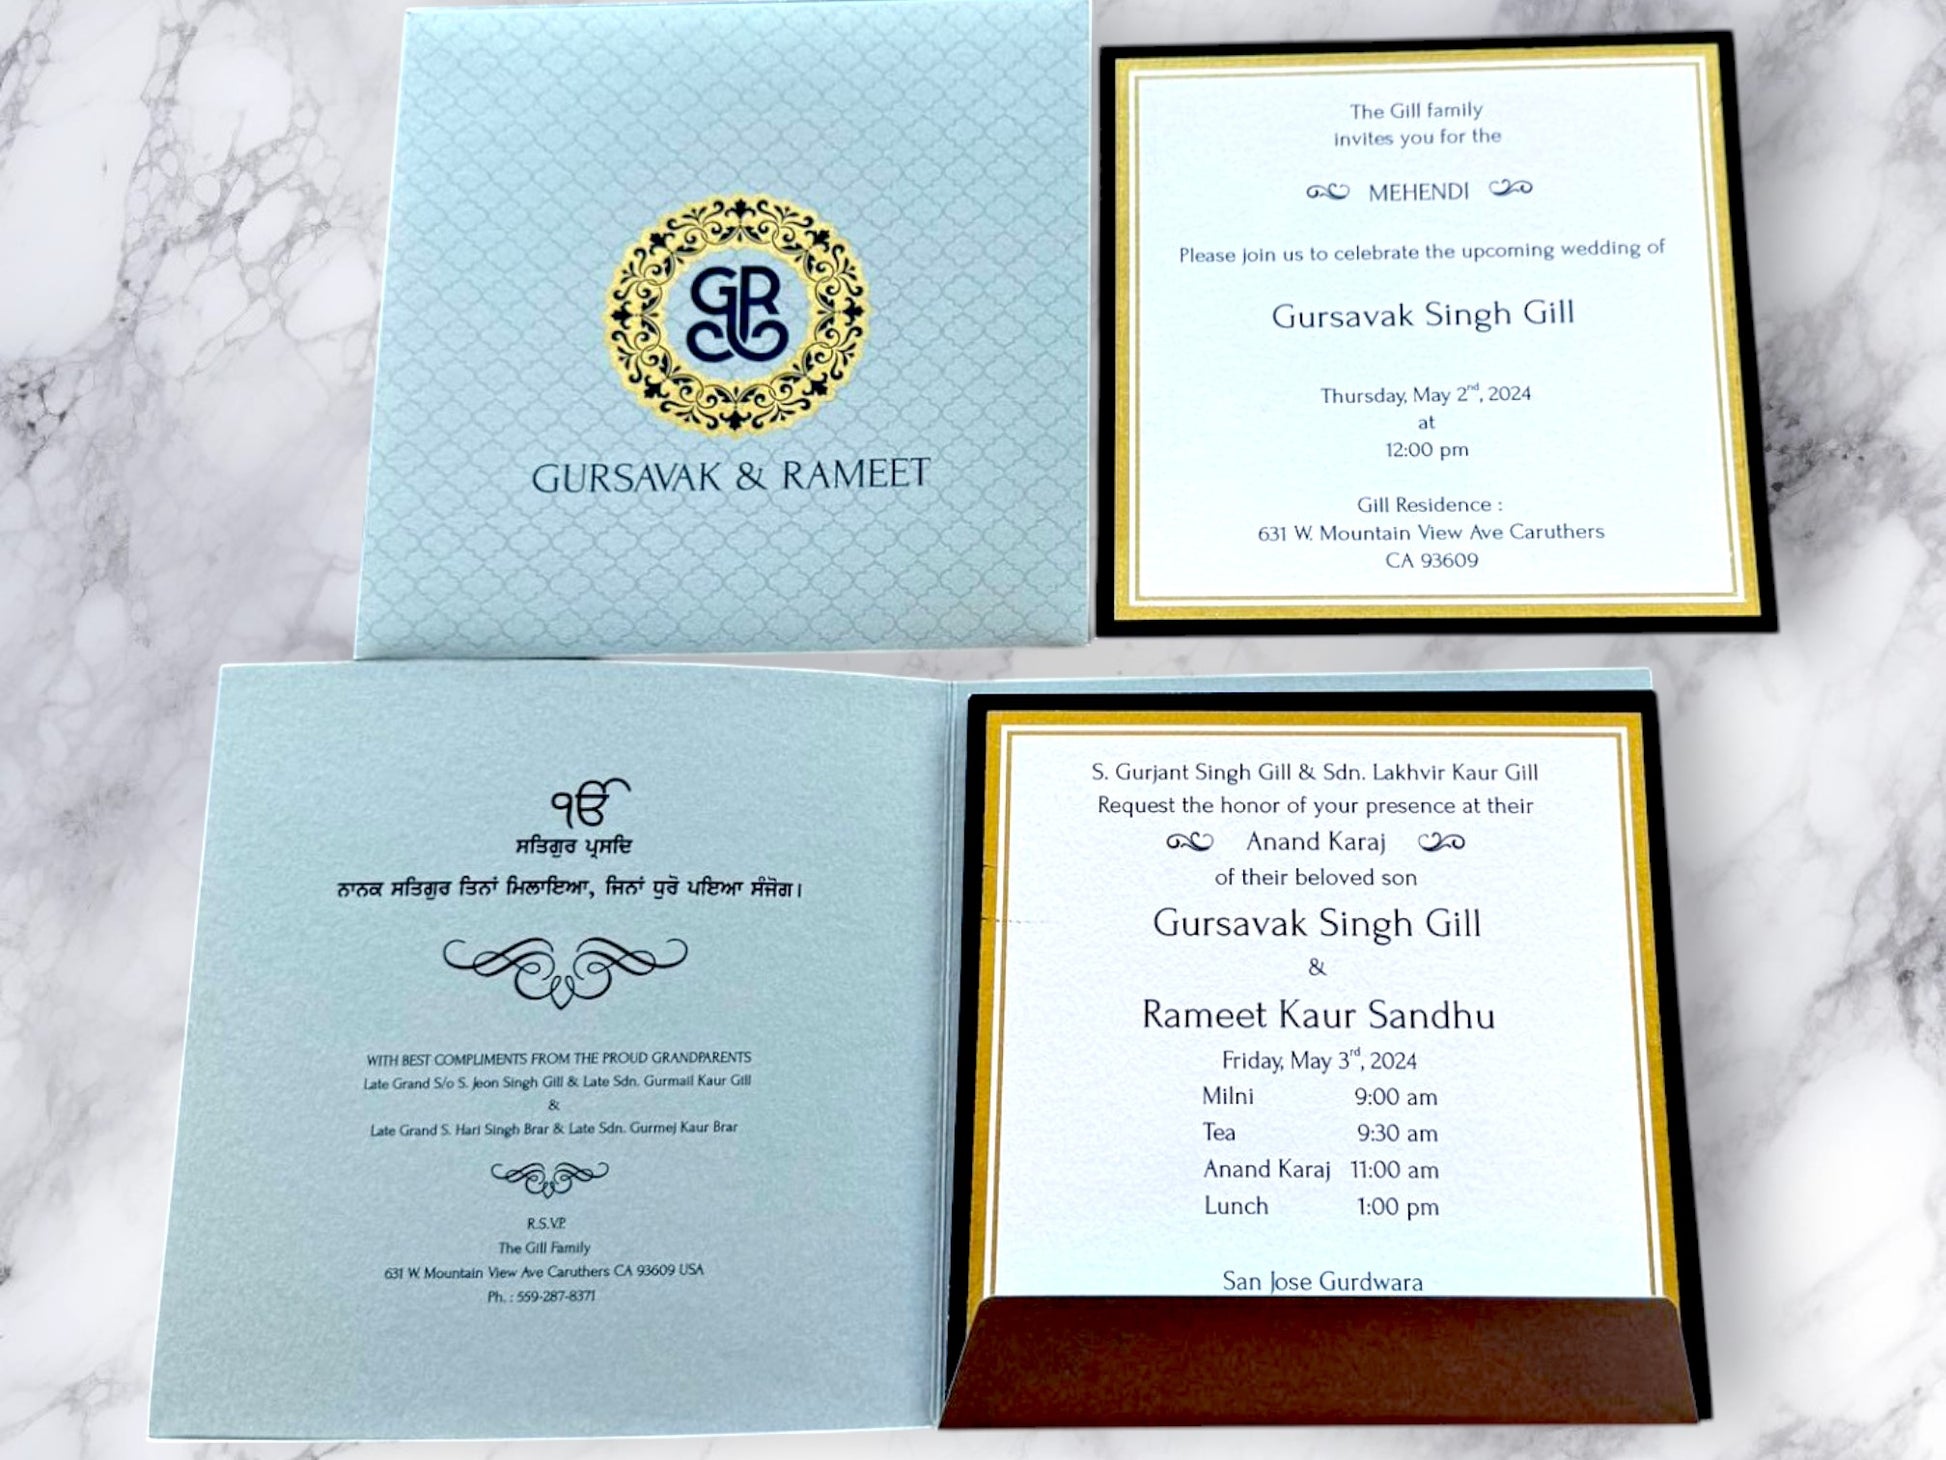 GR
GURSAVAK & RAMEET
The Gill family
invites you for the
MEHENDI
Please join us to celebrate the upcoming wedding of
Gursavak Singh Gill
Thursday, May 2nd, 2024
at
12:00 pm
Gill Residence :
631 W. Mountain View Ave Caruthers
CA 93609
ੴ
ਸਤਿਗੁਰ ਪ੍ਰਸਾਦਿ
ਨਾਨਕ ਸਤਿਗੁਰ ਤਿਨਾਂ ਮਿਲਾਇਆ, ਜਿਨਾਂ ਧੁਰੋ ਪਇਆ ਸੰਜੋਗ।
WITH BEST COMPLIMENTS FROM THE PROUD GRANDPARENTS
Late Grand S/o S. Jeon Singh Gill & Late Sdn. Gurmail Kaur Gill
&
Late Grand S. Hari Singh Brar & Late Sdn. Gurmej Kaur Brar
R.S.V.P.
The Gill Family
631 W. Mountain View Ave Caruthers CA 93609 USA
Ph. : 559-287-8371
S. Gurjant Singh Gill & Sdn. Lakhvir Kaur Gill
Request the honor of your presence at their
Anand Karaj
of their beloved son
Gursavak Singh Gill
&
Rameet Kaur Sandhu
Friday, May 3rd, 2024
Milni 9:00 am
Tea 9:30 am
Anand Karaj 11:00 am
Lunch 1:00 pm
San Jose Gurdwara